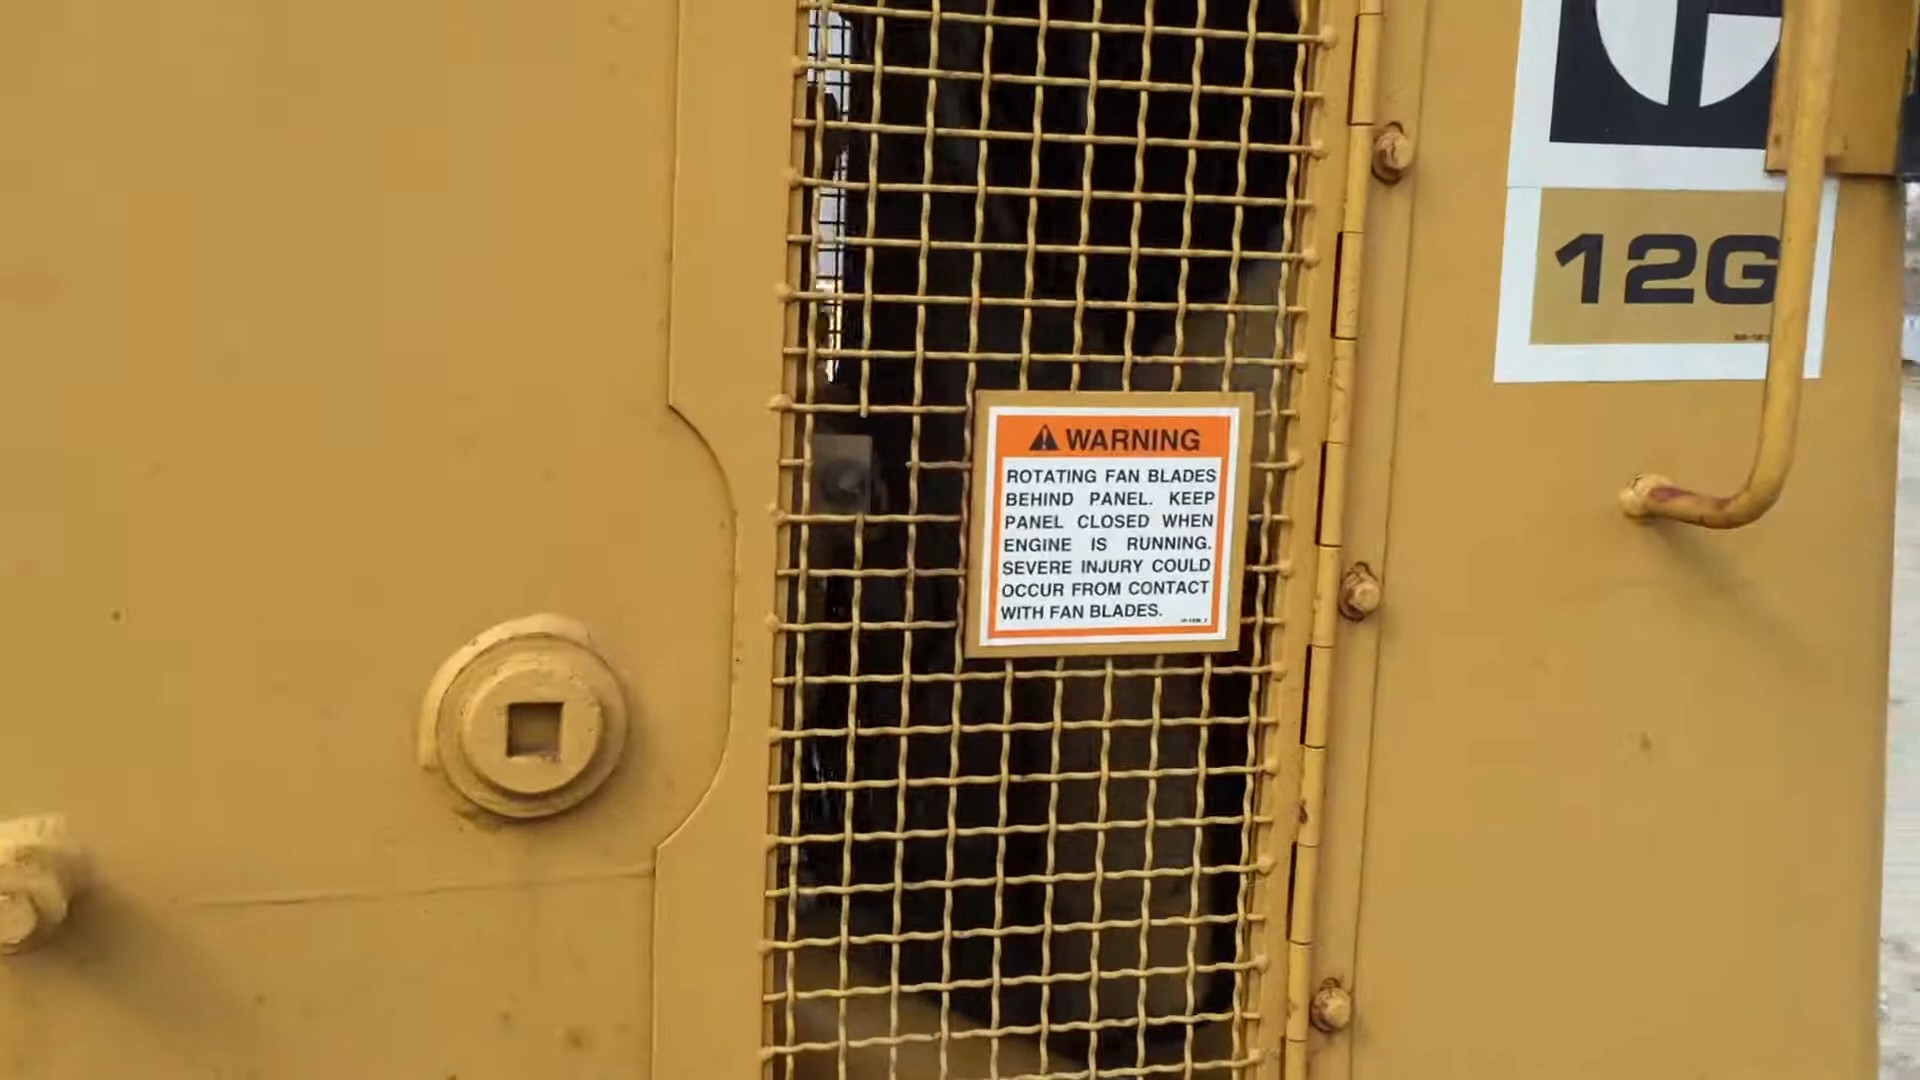 12G
WARNING
ROTATING FAN BLADES
BEHIND PANEL. KEEP
PANEL CLOSED WHEN
ENGINE IS RUNNING.
SEVERE INJURY COULD
OCCUR FROM CONTACT
WITH FAN BLADES.